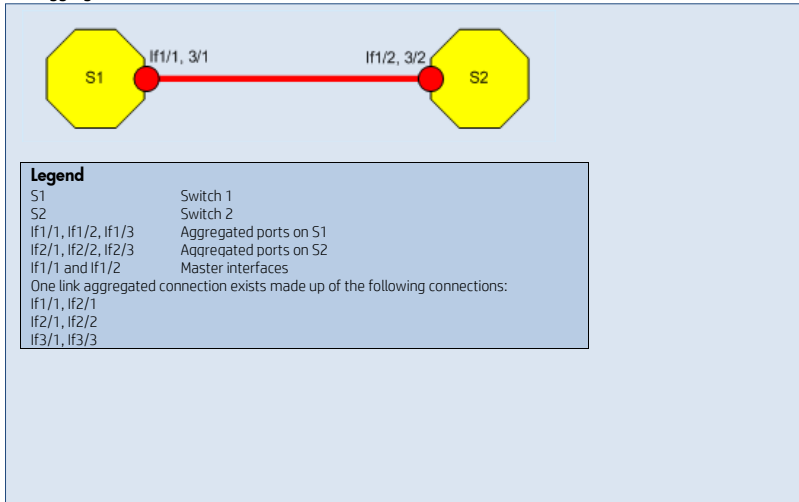 If1/1, 3/1
If1/2, 3/2
S1
S2
Legend
S1 Switch 1
S2 Switch 2
If1/1, If1/2, If1/3 Aggregated ports on S1
If2/1, If2/2, If2/3 Aggregated ports on S2
If1/1 and If1/2 Master interfaces
One link aggregated connection exists made up of the following connections:
If1/1, If2/1
If2/1, If2/2
If3/1, If3/3